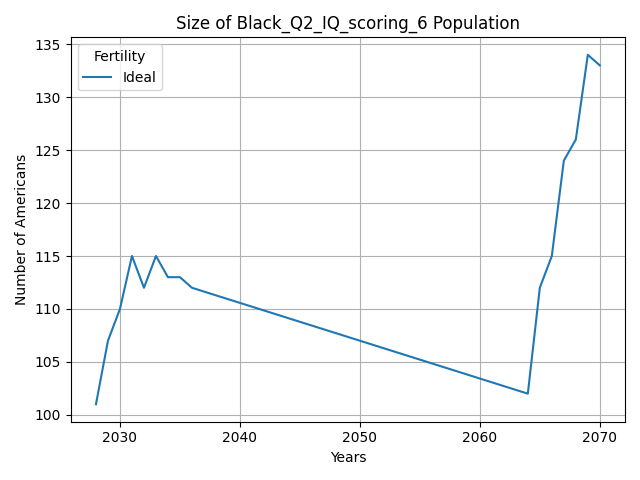 Size of Black_Q2_IQ_scoring_6 Population
Fertility
Ideal
Number of Americans
135
130
125
120
115
110
105
100
2030 2040 2050 2060 2070
Years